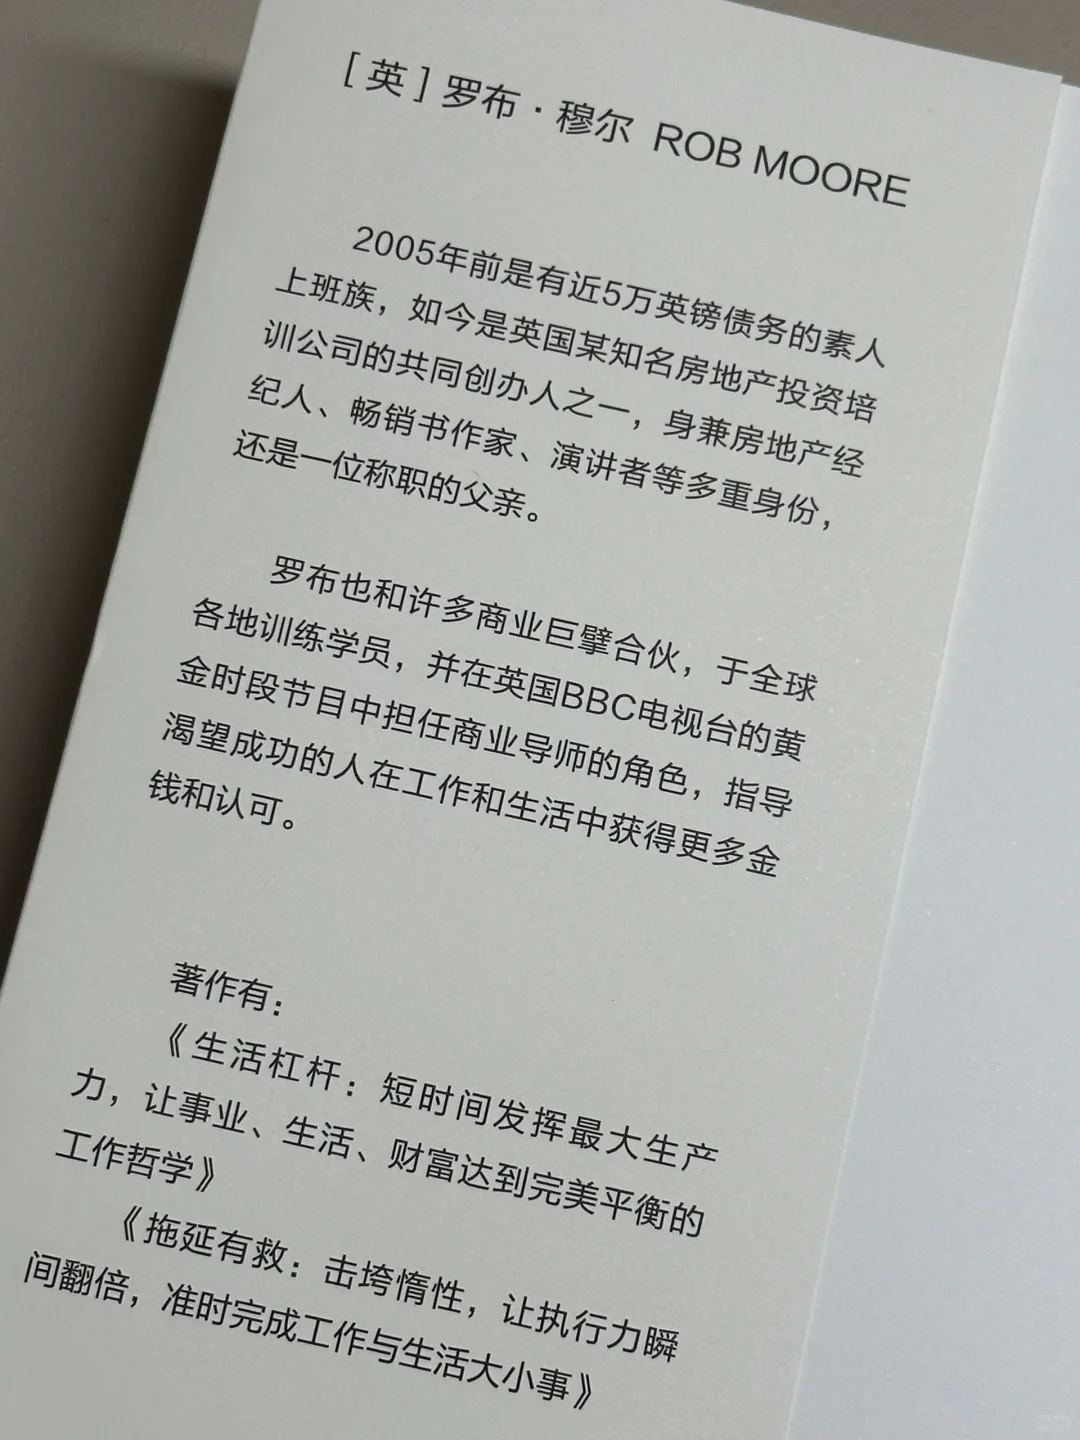 [英]罗布·穆尔 ROB MOORE
2005年前是有近5万英镑债务的素人
上班族，如今是英国某知名房地产投资培
训公司的共同创办人之一，身兼房地产经
纪人、畅销书作家、演讲者等多重身份，
还是一位称职的父亲。
罗布也和许多商业巨擘合伙，于全球
各地训练学员，并在英国BBC电视台的黄
金时段节目中担任商业导师的角色，指导
渴望成功的人在工作和生活中获得更多金
钱和认可。
著作有：
《生活杠杆：短时间发挥最大生产
力，让事业、生活、财富达到完美平衡的
工作哲学》
《拖延有救：击垮惰性，让执行力瞬
间翻倍，准时完成工作与生活大小事》